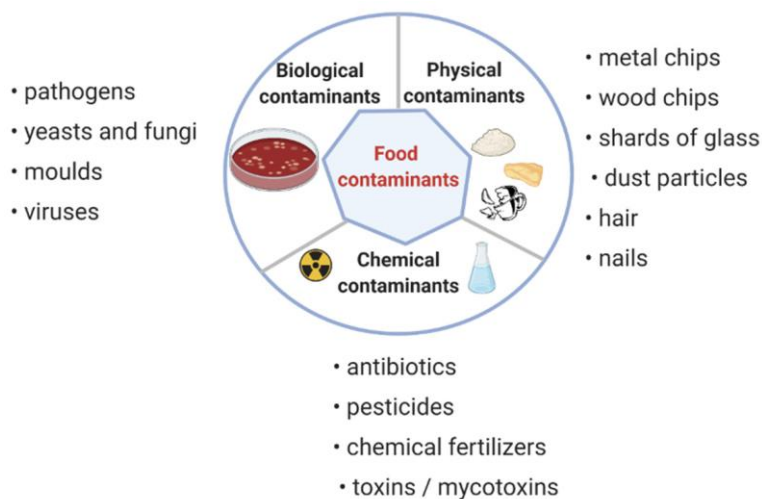 Biological
contaminants
Physical
contaminants
Food
contaminants
Chemical
contaminants
• pathogens
• yeasts and fungi
• moulds
• viruses
• metal chips
• wood chips
• shards of glass
• dust particles
• hair
• nails
• antibiotics
• pesticides
• chemical fertilizers
• toxins / mycotoxins